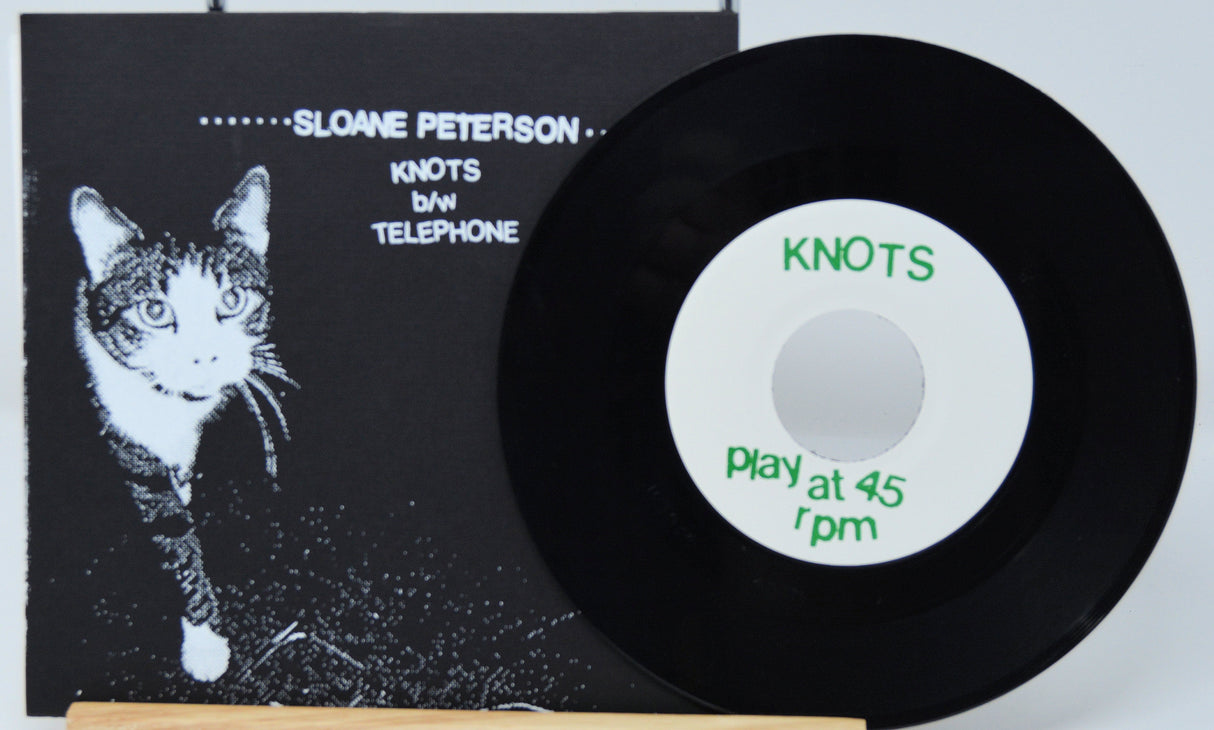 .......SLOANE PETERSON..
KNOTS
b/w
TELEPHONE
KNOTS
play at 45
rpm